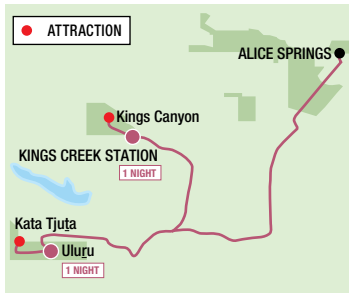 ATTRACTION
ALICE SPRINGS
Kings Canyon
KINGS CREEK STATION
1 NIGHT
Kata Tjuṯa
Uluṟu
1 NIGHT